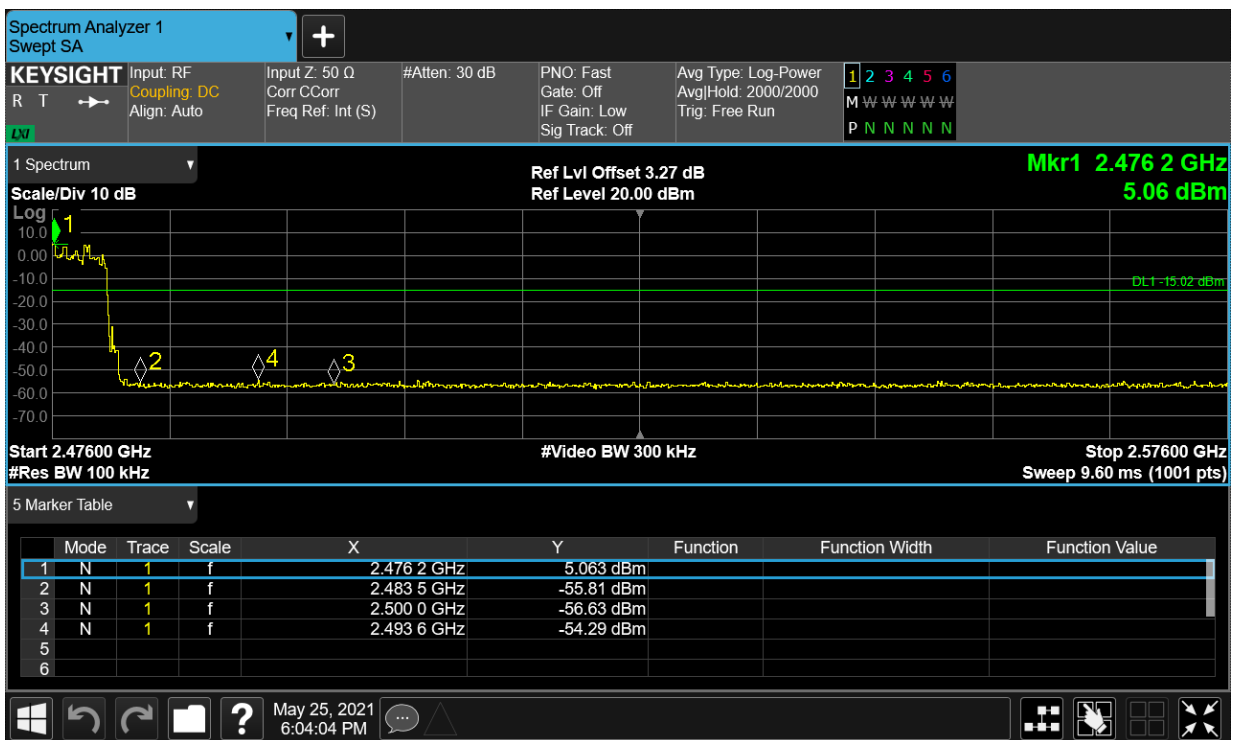 Spectrum Analyzer 1
Swept SA
+
KEYSIGHT
R T
LXI
Input: RF
Coupling: DC
Align: Auto
Input Z: 50 Ω
Corr CCorr
Freq Ref: Int (S)
#Atten: 30 dB
PNO: Fast
Gate: Off
IF Gain: Low
Sig Track: Off
Avg Type: Log-Power
Avg|Hold: 2000/2000
Trig: Free Run
1 2 3 4 5 6
M W W W W W
P N N N N N
1 Spectrum
Scale/Div 10 dB
Ref Lvl Offset 3.27 dB
Ref Level 20.00 dBm
Mkr1 2.476 2 GHz
5.06 dBm
Log
10.0
0.00
-10.0
-20.0
-30.0
-40.0
-50.0
-60.0
-70.0
1
2
4
3
DL1 -15.02 dBm
Start 2.47600 GHz
#Res BW 100 kHz
#Video BW 300 kHz
Stop 2.57600 GHz
Sweep 9.60 ms (1001 pts)
5 Marker Table
Mode Trace Scale X Y Function Function Width Function Value
1 N 1 f 2.476 2 GHz 5.063 dBm
2 N 1 f 2.483 5 GHz -55.81 dBm
3 N 1 f 2.500 0 GHz -56.63 dBm
4 N 1 f 2.493 6 GHz -54.29 dBm
5
6
?
May 25, 2021
6:04:04 PM